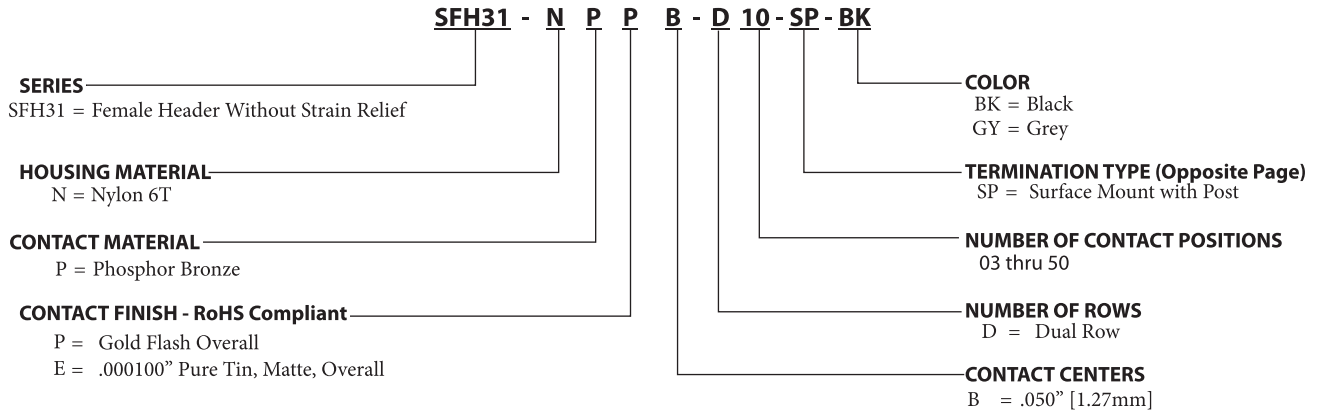 SFH31 - N P P B - D 10 - SP - BK
SERIES
SFH31 = Female Header Without Strain Relief
HOUSING MATERIAL
N = Nylon 6T
CONTACT MATERIAL
P = Phosphor Bronze
CONTACT FINISH - RoHS Compliant
P = Gold Flash Overall
E = .000100” Pure Tin, Matte, Overall
COLOR
BK = Black
GY = Grey
TERMINATION TYPE (Opposite Page)
SP = Surface Mount with Post
NUMBER OF CONTACT POSITIONS
03 thru 50
NUMBER OF ROWS
D = Dual Row
CONTACT CENTERS
B = .050” [1.27mm]